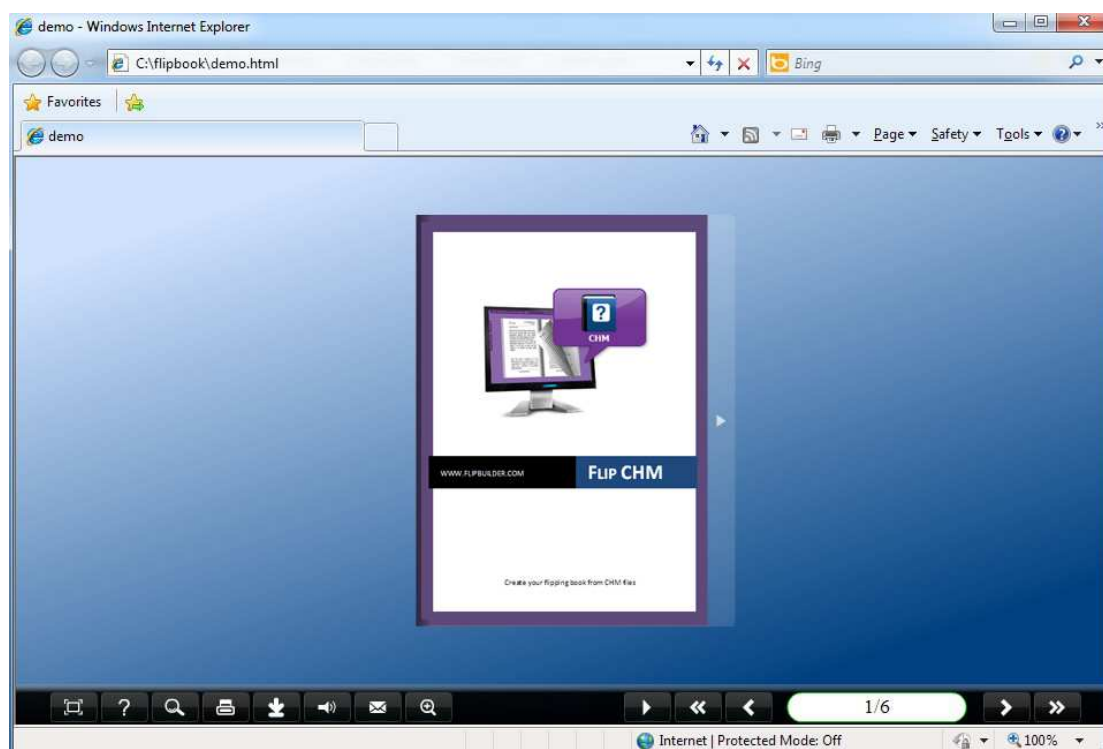 demo - Windows Internet Explorer
C:\flipbook\demo.html
Bing
Favorites
demo
Page Safety Tools
?
CHM
WWW.FLIPBUILDER.COM
FLIP CHM
Create your flipping book from CHM files
? 1/6
Internet | Protected Mode: Off 100%